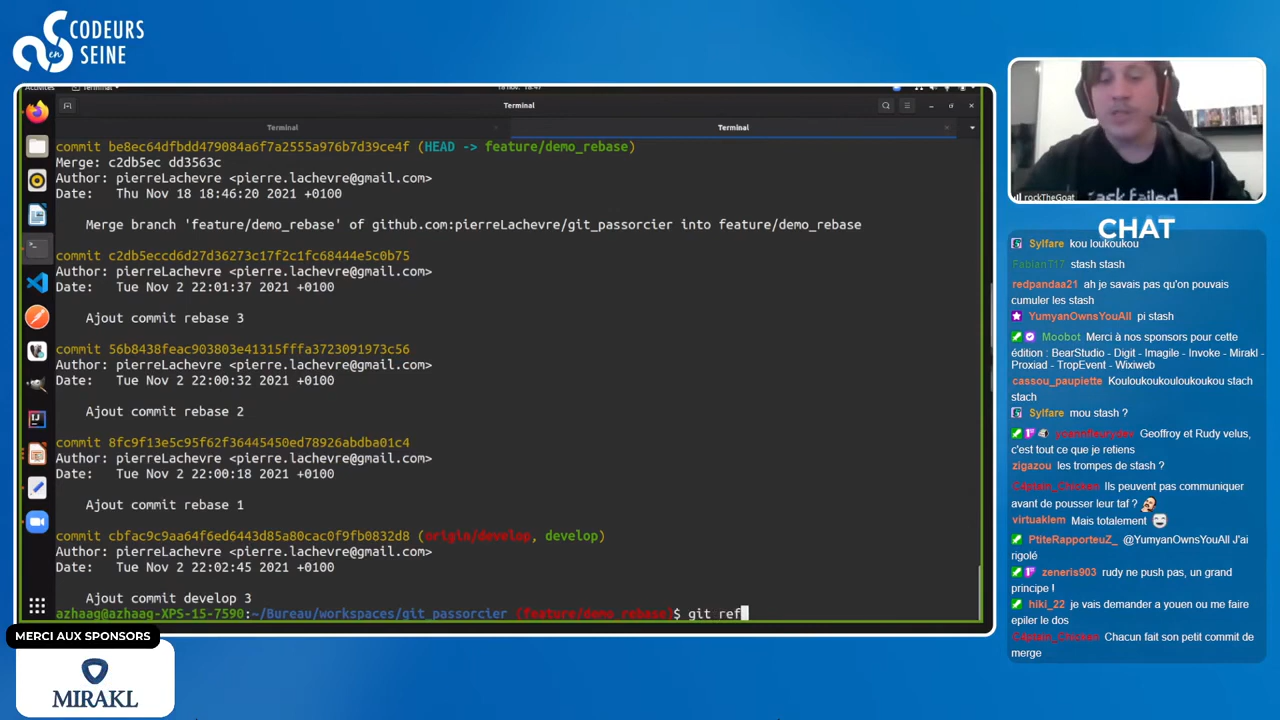 CODEURS
en
SEINE
Activités
Terminal
18 nov. 18:47
Terminal
Terminal
Terminal
commit be8ec64dfbdd479084a6f7a2555a976b7d39ce4f (HEAD -> feature/demo_rebase)
Merge: c2db5ec dd3563c
Author: pierreLachevre <pierre.lachevre@gmail.com>
Date:   Thu Nov 18 18:46:20 2021 +0100
Merge branch 'feature/demo_rebase' of github.com:pierreLachevre/git_passorcier into feature/demo_rebase
commit c2db5eccd6d27d36273c17f2c1fc68444e5c0b75
Author: pierreLachevre <pierre.lachevre@gmail.com>
Date:   Tue Nov 2 22:01:37 2021 +0100
Ajout commit rebase 3
commit 56b8438feac903803e41315fffa3723091973c56
Author: pierreLachevre <pierre.lachevre@gmail.com>
Date:   Tue Nov 2 22:00:32 2021 +0100
Ajout commit rebase 2
commit 8fc9f13e5c95f62f36445450ed78926abdba01c4
Author: pierreLachevre <pierre.lachevre@gmail.com>
Date:   Tue Nov 2 22:00:18 2021 +0100
Ajout commit rebase 1
commit cbfac9c9aa64f6ed6443d85a80cac0f9fb0832d8 (origin/develop, develop)
Author: pierreLachevre <pierre.lachevre@gmail.com>
Date:   Tue Nov 2 22:02:45 2021 +0100
Ajout commit develop 3
azhaag@azhaag-XPS-15-7590:~/Bureau/workspaces/git_passorcier (feature/demo_rebase)$ git ref
Task failed
rockTheGoat
CHAT
Sylfare kou loukoukou
Fabian717 stash stash
redpandaa21 ah je savais pas qu'on pouvais
cumuler les stash
YumyanOwnsYouAll pi stash
Moobot Merci à nos sponsors pour cette
édition : BearStudio - Digit - Imagile - Invoke - Mirakl -
Proxiad - TropEvent - Wixiweb
cassou_paupiette Kouloukoukouloukoukou stach
stach
Sylfare mou stash ?
Geoffroy et Rudy velus,
c'est tout ce que je retiens
zigazou les trompes de stash ?
Ils peuvent pas communiquer
avant de pousser leur taf ?
virtuaklem Mais totalement
PtiteRapporteuZ_ @YumyanOwnsYouAll J'ai
rigolé
zeneris903 rudy ne push pas, un grand
principe !
hiki_22 je vais demander a youen ou me faire
epiler le dos
Chacun fait son petit commit de
merge
MERCI AUX SPONSORS
MIRAKL